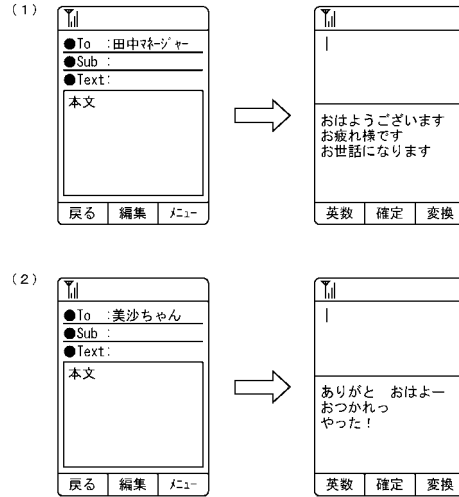 (1)
●To :田中ﾏﾈｰｼﾞｬｰ
●Sub :
●Text:
本文
戻る 編集 ﾒﾆｭｰ
おはようございます
お疲れ様です
お世話になります
英数 確定 変換
(2)
●To :美沙ちゃん
●Sub :
●Text:
本文
戻る 編集 ﾒﾆｭｰ
ありがと おはよー
おつかれっ
やった!
英数 確定 変換